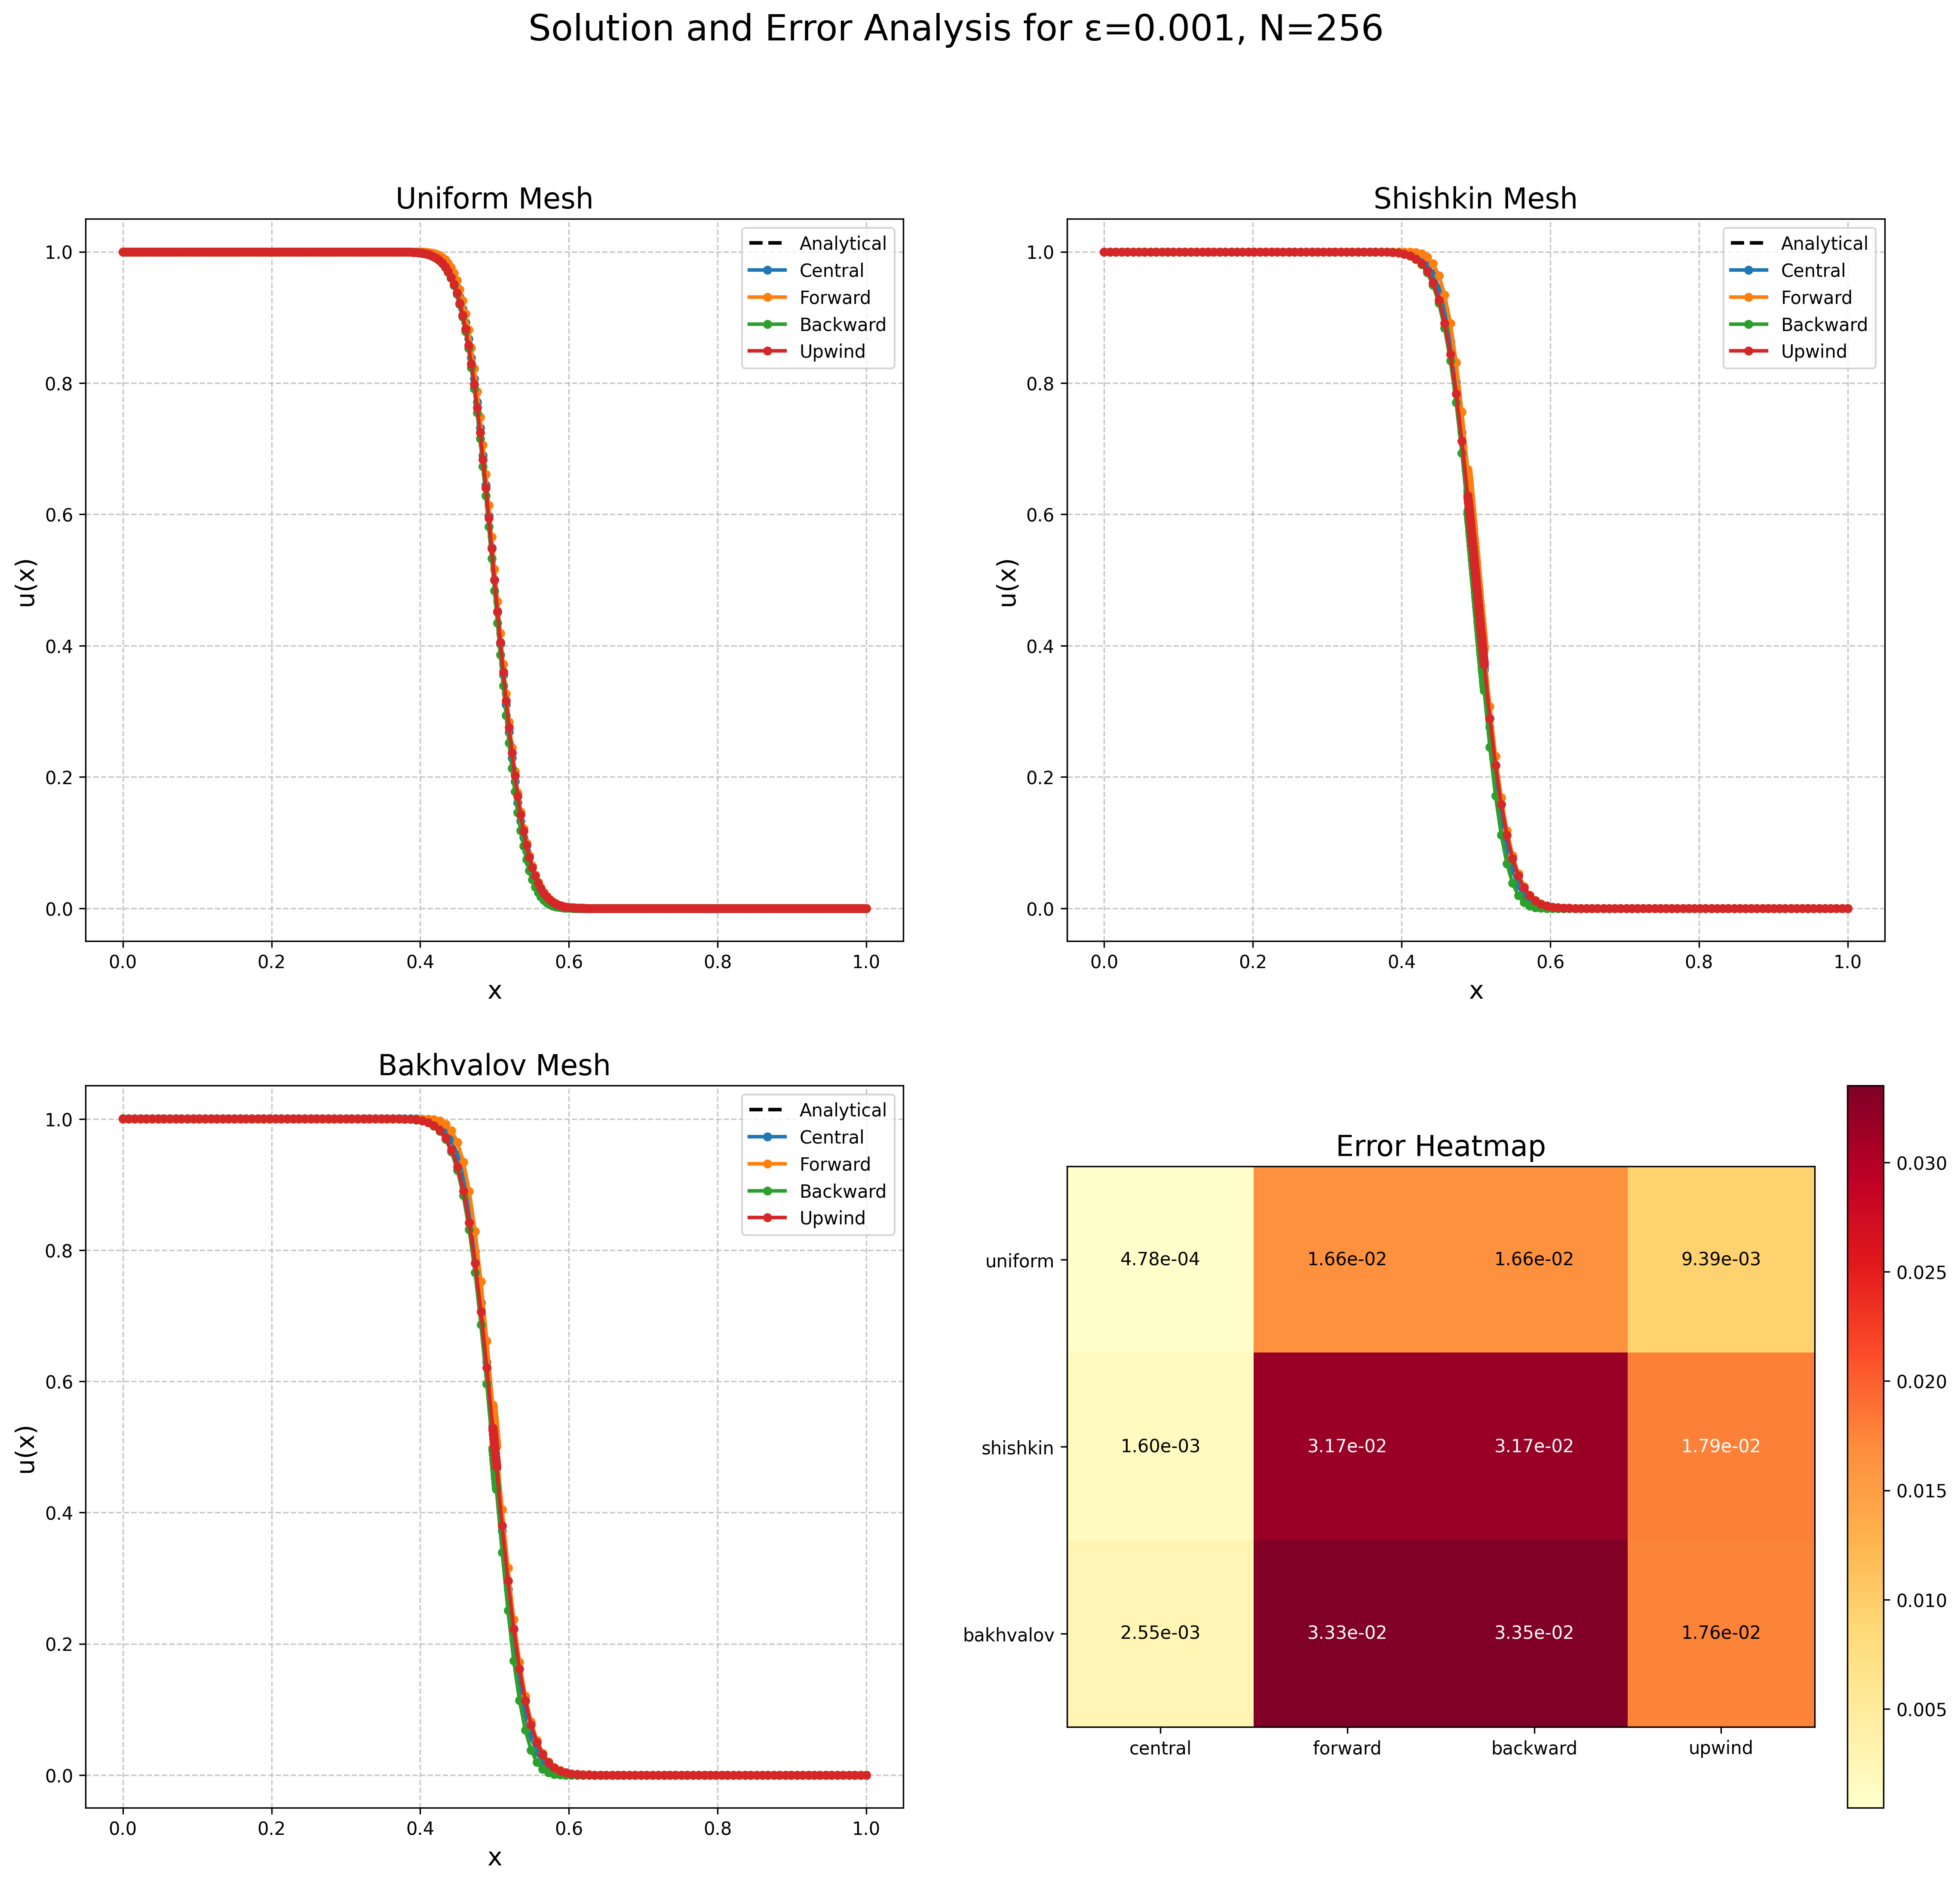 Solution and Error Analysis for ε=0.001, N=256
Uniform Mesh
1.0
0.8
0.6
0.4
0.2
0.0
u(x)
0.0 0.2 0.4 0.6 0.8 1.0
x
Analytical
Central
Forward
Backward
Upwind
Shishkin Mesh
1.0
0.8
0.6
0.4
0.2
0.0
u(x)
0.0 0.2 0.4 0.6 0.8 1.0
x
Analytical
Central
Forward
Backward
Upwind
Bakhvalov Mesh
1.0
0.8
0.6
0.4
0.2
0.0
u(x)
0.0 0.2 0.4 0.6 0.8 1.0
x
Analytical
Central
Forward
Backward
Upwind
Error Heatmap
uniform 4.78e-04 1.66e-02 1.66e-02 9.39e-03
shishkin 1.60e-03 3.17e-02 3.17e-02 1.79e-02
bakhvalov 2.55e-03 3.33e-02 3.35e-02 1.76e-02
central forward backward upwind
0.030
0.025
0.020
0.015
0.010
0.005